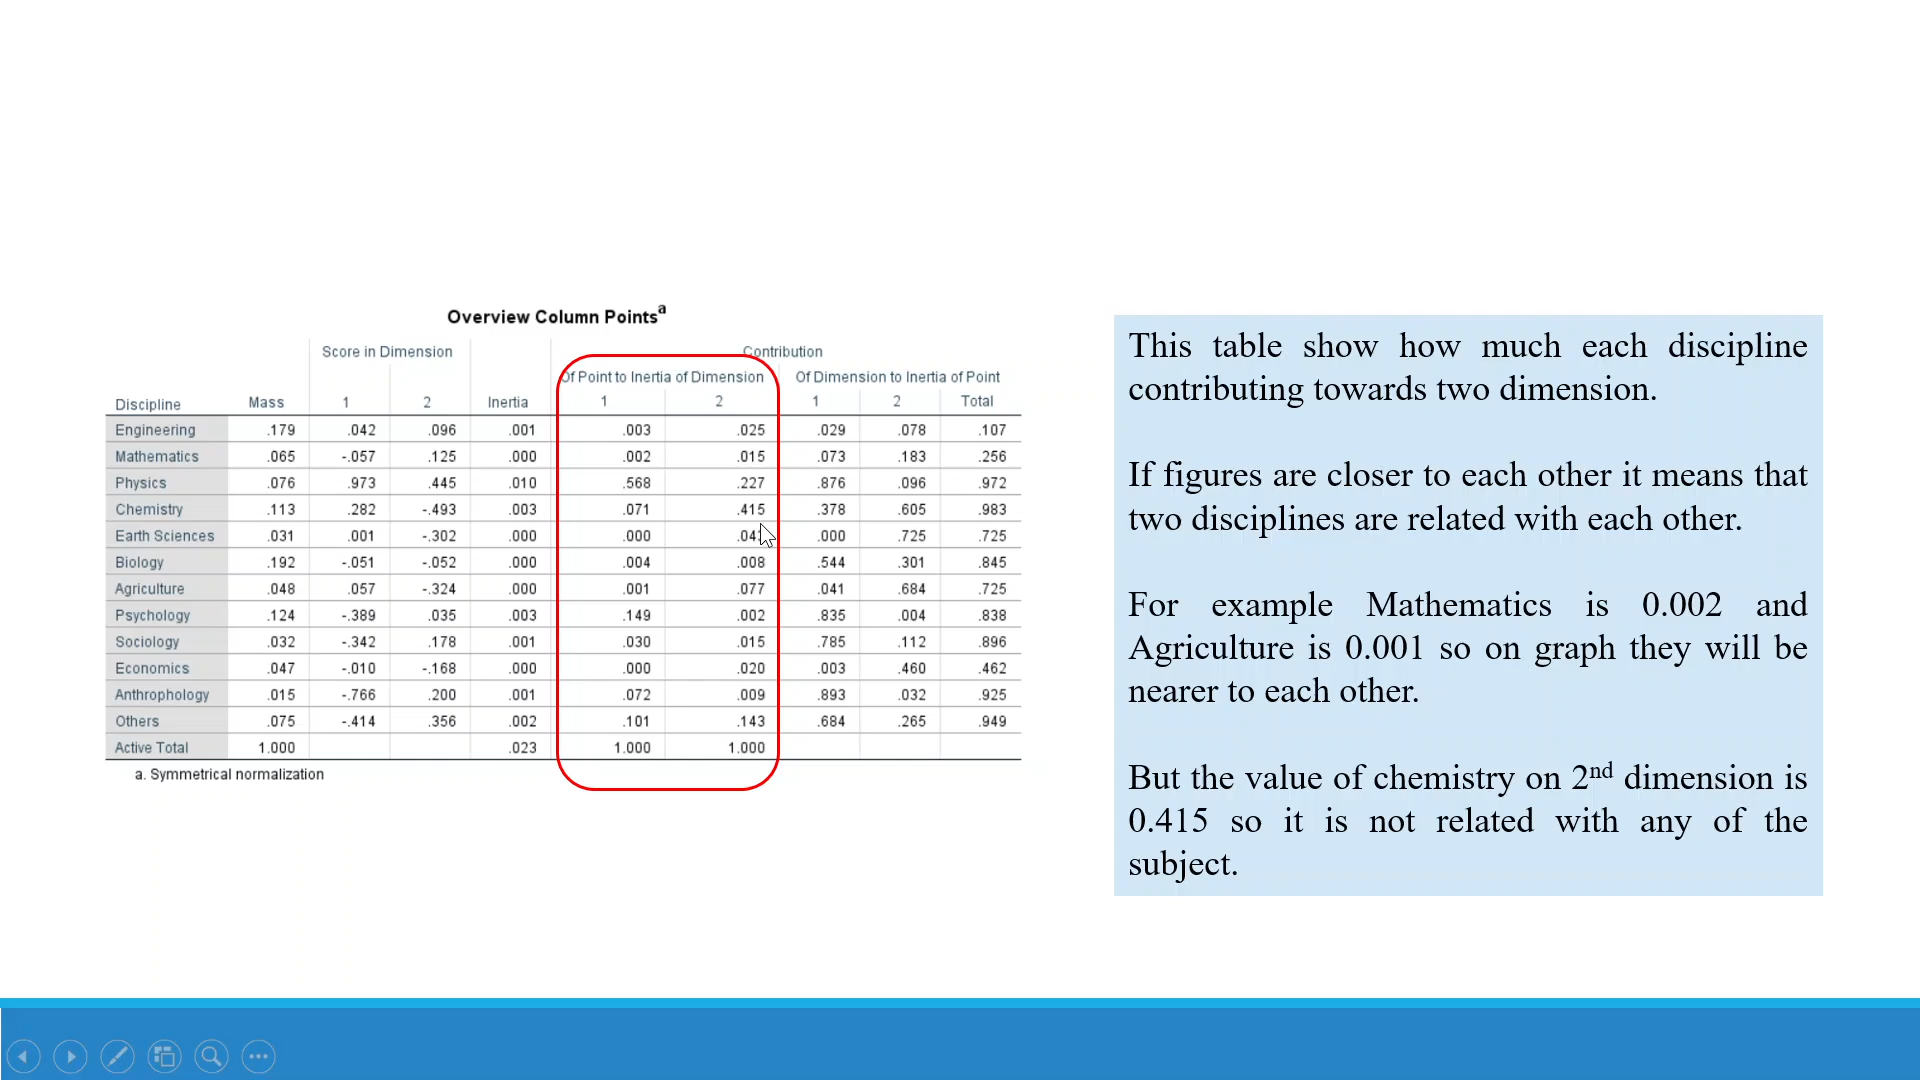 Overview Column Pointsa
Score in Dimension Contribution
Of Point to Inertia of Dimension Of Dimension to Inertia of Point
Discipline Mass 1 2 Inertia 1 2 1 2 Total
Engineering .179 .042 .096 .001 .003 .025 .029 .078 .107
Mathematics .065 -.057 .125 .000 .002 .015 .073 .183 .256
Physics .076 .973 .445 .010 .568 .227 .876 .096 .972
Chemistry .113 .282 -.493 .003 .071 .415 .378 .605 .983
Earth Sciences .031 .001 -.302 .000 .000 .000 .725 .725
Biology .192 -.051 -.052 .000 .004 .008 .544 .301 .845
Agriculture .048 .057 -.324 .000 .001 .077 .041 .684 .725
Psychology .124 -.389 .035 .003 .149 .002 .835 .004 .838
Sociology .032 -.342 .178 .001 .030 .015 .785 .112 .896
Economics .047 -.010 -.168 .000 .000 .020 .003 .460 .462
Anthrophology .015 -.766 .200 .001 .072 .009 .893 .032 .925
Others .075 -.414 .356 .002 .101 .143 .684 .265 .949
Active Total 1.000 .023 1.000 1.000
a. Symmetrical normalization
This table show how much each discipline
contributing towards two dimension.
If figures are closer to each other it means that
two disciplines are related with each other.
For example Mathematics is 0.002 and
Agriculture is 0.001 so on graph they will be
nearer to each other.
But the value of chemistry on 2nd dimension is
0.415 so it is not related with any of the
subject.